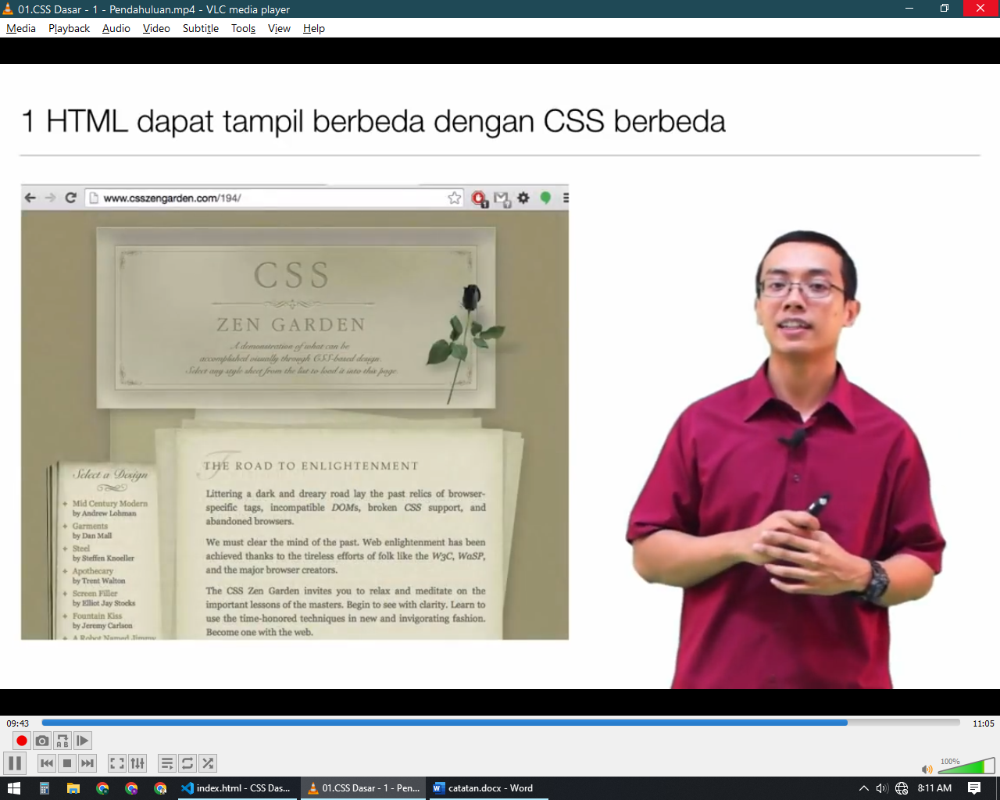 01.CSS Dasar - 1 - Pendahuluan.mp4 - VLC media player
Media Playback Audio Video Subtitle Tools View Help
1 HTML dapat tampil berbeda dengan CSS berbeda
www.csszengarden.com/194/
CSS
ZEN GARDEN
A demonstration of what can be
accomplished visually through CSS-based design.
Select any style sheet from the list to load it into this page.
Select a Design
Mid Century Modern
by Andrew Lohman
Garments
by Dan Mall
Steel
by Steffen Knoeller
Apothecary
by Trent Walton
Screen Filler
by Elliot Jay Stocks
Fountain Kiss
by Jeremy Carlson
A Robot Named Jimmy
THE ROAD TO ENLIGHTENMENT
Littering a dark and dreary road lay the past relics of browser-
specific tags, incompatible DOMs, broken CSS support, and
abandoned browsers.
We must clear the mind of the past. Web enlightenment has been
achieved thanks to the tireless efforts of folk like the W3C, WaSP,
and the major browser creators.
The CSS Zen Garden invites you to relax and meditate on the
important lessons of the masters. Begin to see with clarity. Learn to
use the time-honored techniques in new and invigorating fashion.
Become one with the web.
09:43
11:05
100%
index.html - CSS Das...
01.CSS Dasar - 1 - Pen...
catatan.docx - Word
8:11 AM